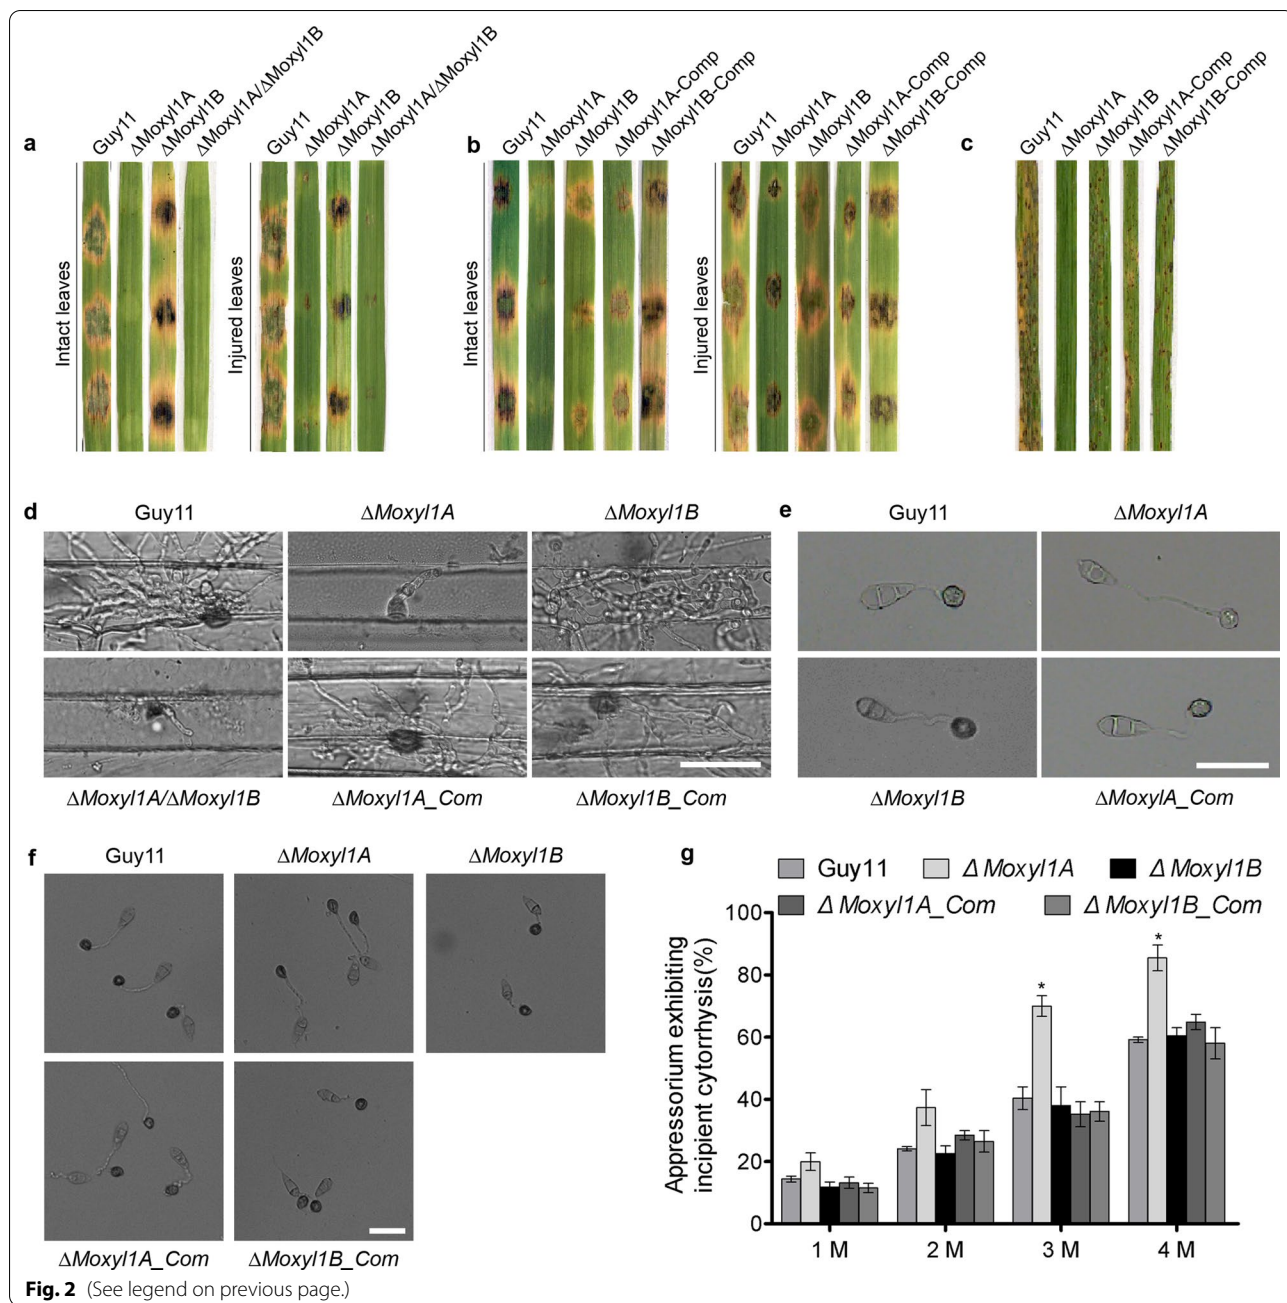 a
Guy11
ΔMoxyl1A
ΔMoxyl1B
ΔMoxyl1A/ΔMoxyl1B
Guy11
ΔMoxyl1A
ΔMoxyl1B
ΔMoxyl1A/ΔMoxyl1B
Intact leaves
Injured leaves
b
Guy11
ΔMoxyl1A
ΔMoxyl1B
ΔMoxyl1A-Comp
ΔMoxyl1B-Comp
Guy11
ΔMoxyl1A
ΔMoxyl1B
ΔMoxyl1A-Comp
ΔMoxyl1B-Comp
Intact leaves
Injured leaves
c
Guy11
ΔMoxyl1A
ΔMoxyl1B
ΔMoxyl1A-Comp
ΔMoxyl1B-Comp
d
Guy11 ΔMoxyl1A ΔMoxyl1B
ΔMoxyl1A/ΔMoxyl1B ΔMoxyl1A_Com ΔMoxyl1B_Com
e
Guy11 ΔMoxyl1A
ΔMoxyl1B ΔMoxylA_Com
f
Guy11 ΔMoxyl1A ΔMoxyl1B
ΔMoxyl1A_Com ΔMoxyl1B_Com
g
Guy11 Δ Moxyl1A Δ Moxyl1B
Δ Moxyl1A_Com Δ Moxyl1B_Com
Appressorium exhibiting
incipient cytorrhysis(%)
100
80
60
40
20
0
*
*
1 M 2 M 3 M 4 M
Fig. 2 (See legend on previous page.)